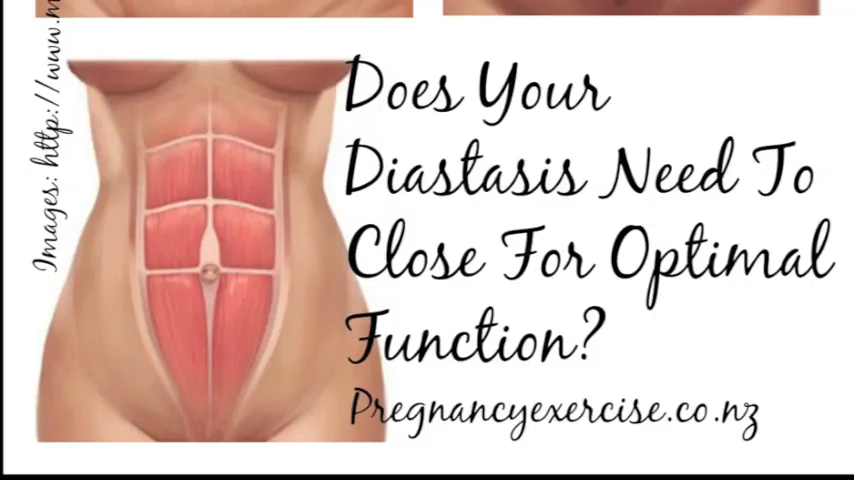 Images: http://www.m
Does Your
Diastasis Need To
Close For Optimal
Function?
Pregnancyexercise.co.nz